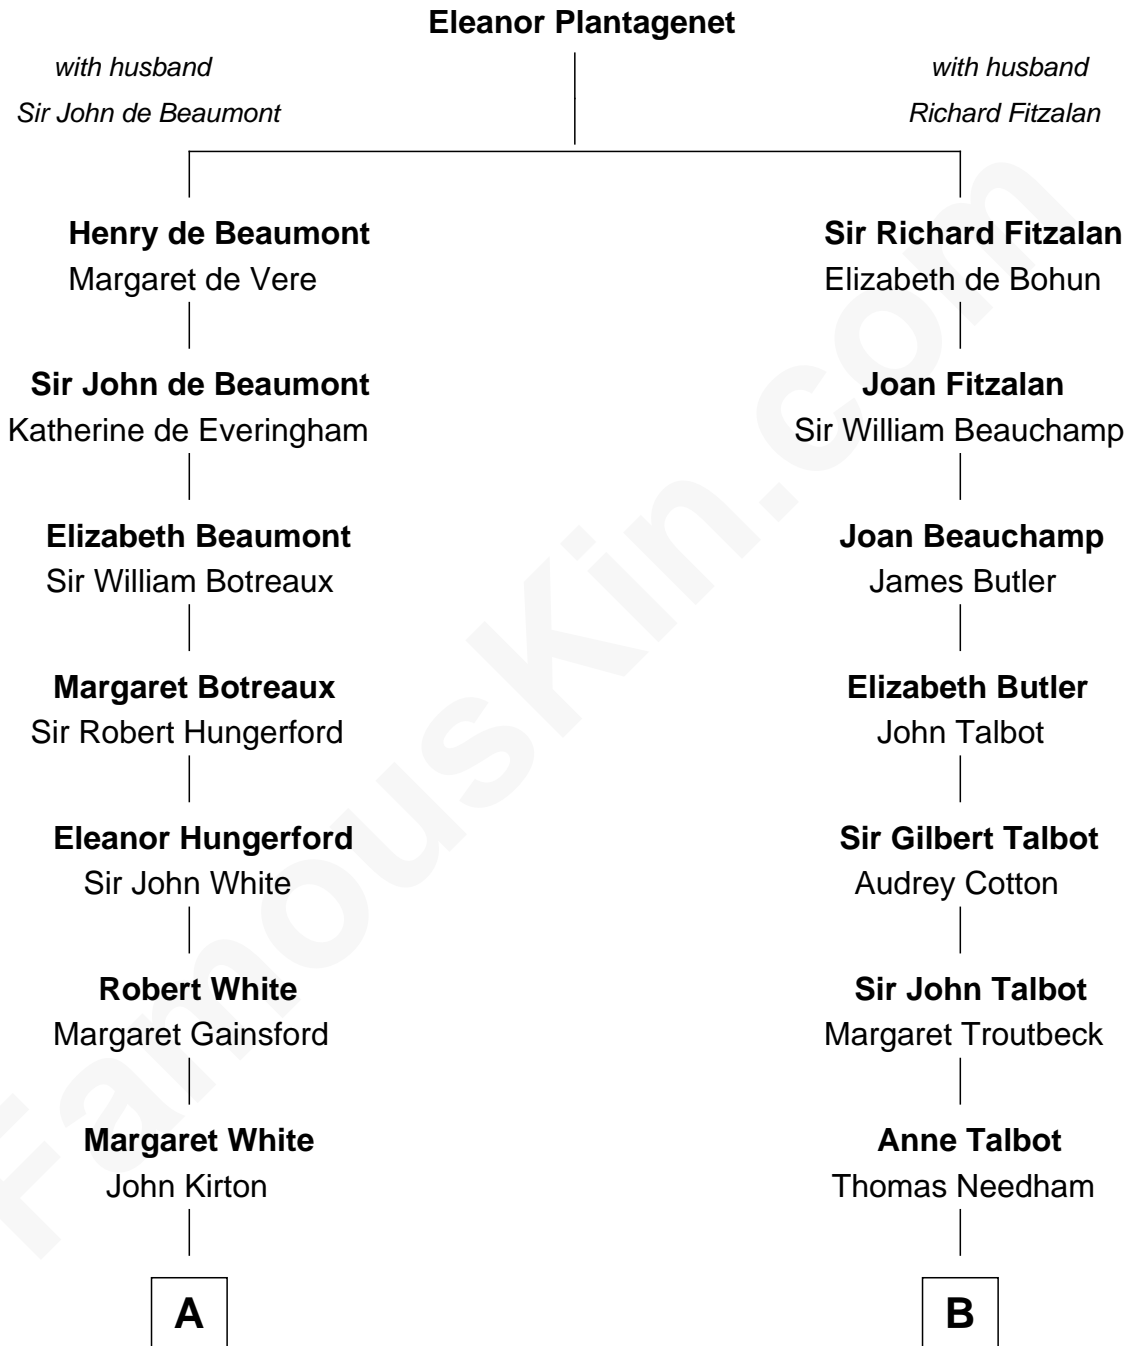 Eleanor Plantagenet
with husband
Sir John de Beaumont
with husband
Richard Fitzalan
Henry de Beaumont
Margaret de Vere
Sir Richard Fitzalan
Elizabeth de Bohun
Sir John de Beaumont
Katherine de Everingham
Joan Fitzalan
Sir William Beauchamp
Elizabeth Beaumont
Sir William Botreaux
Joan Beauchamp
James Butler
Margaret Botreaux
Sir Robert Hungerford
Elizabeth Butler
John Talbot
Eleanor Hungerford
Sir John White
Sir Gilbert Talbot
Audrey Cotton
Robert White
Margaret Gainsford
Sir John Talbot
Margaret Troutbeck
Margaret White
John Kirton
Anne Talbot
Thomas Needham
A
B
FamousKin.com